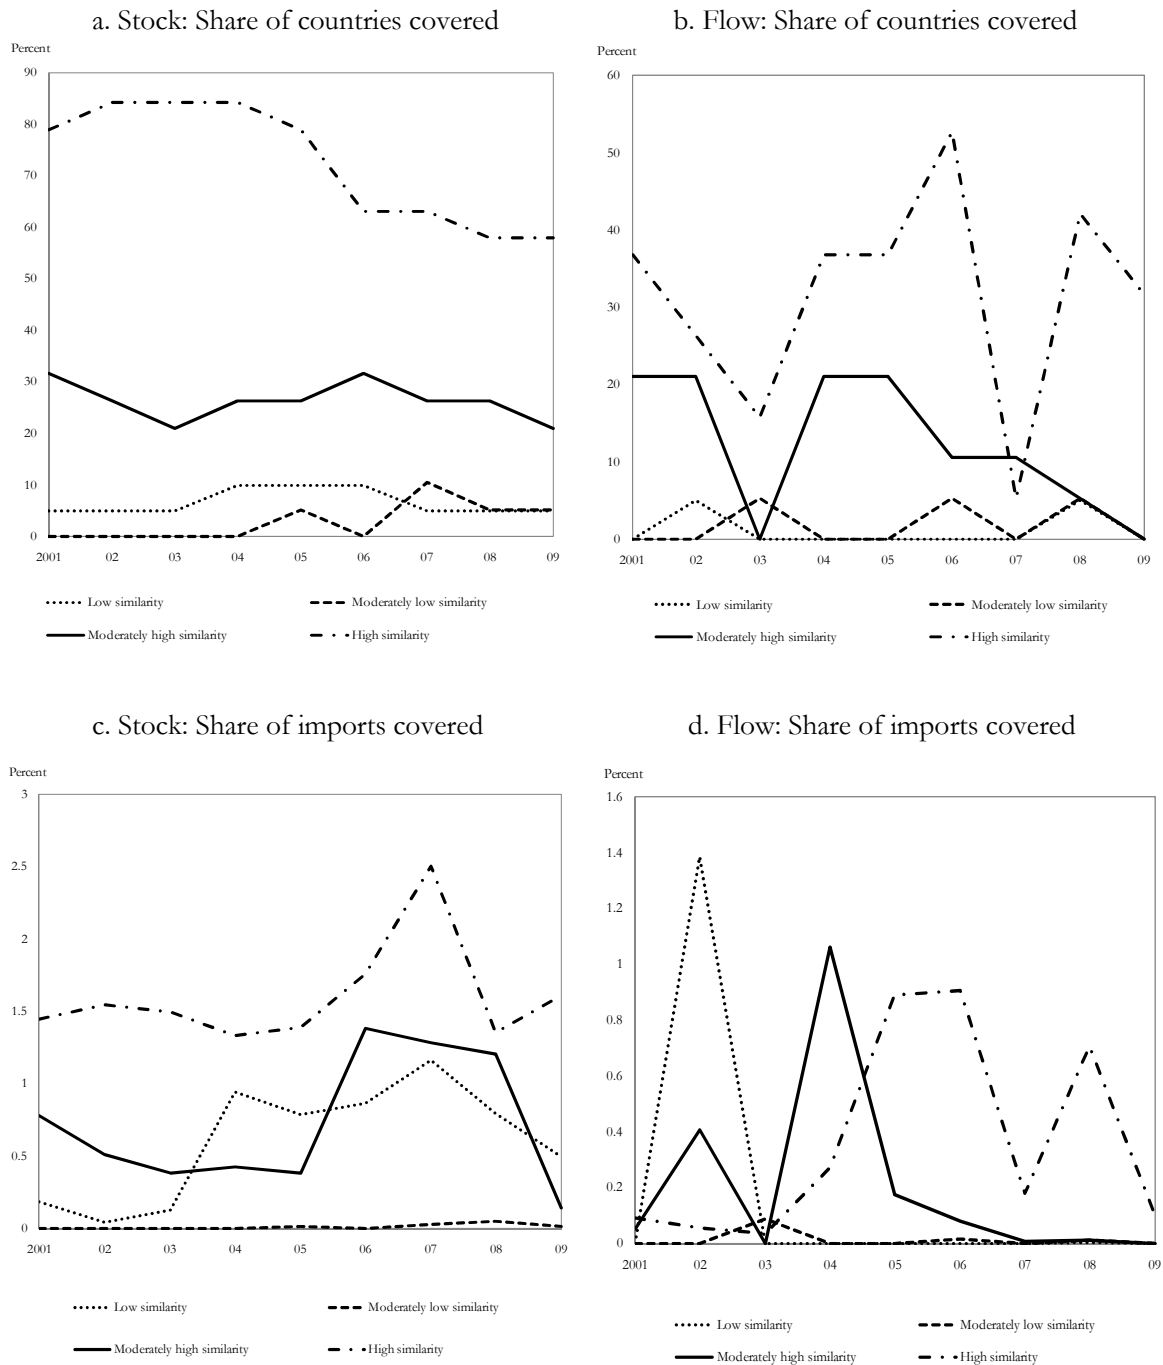 a. Stock: Share of countries covered
Percent
90
80
70
60
50
40
30
20
10
0
2001 02 03 04 05 06 07 08 09
Low similarity Moderately low similarity
Moderately high similarity High similarity
b. Flow: Share of countries covered
Percent
60
50
40
30
20
10
0
2001 02 03 04 05 06 07 08 09
Low similarity Moderately low similarity
Moderately high similarity High similarity
c. Stock: Share of imports covered
Percent
3
2.5
2
1.5
1
0.5
0
2001 02 03 04 05 06 07 08 09
Low similarity Moderately low similarity
Moderately high similarity High similarity
d. Flow: Share of imports covered
Percent
1.6
1.4
1.2
1
0.8
0.6
0.4
0.2
0
2001 02 03 04 05 06 07 08 09
Low similarity Moderately low similarity
Moderately high similarity High similarity